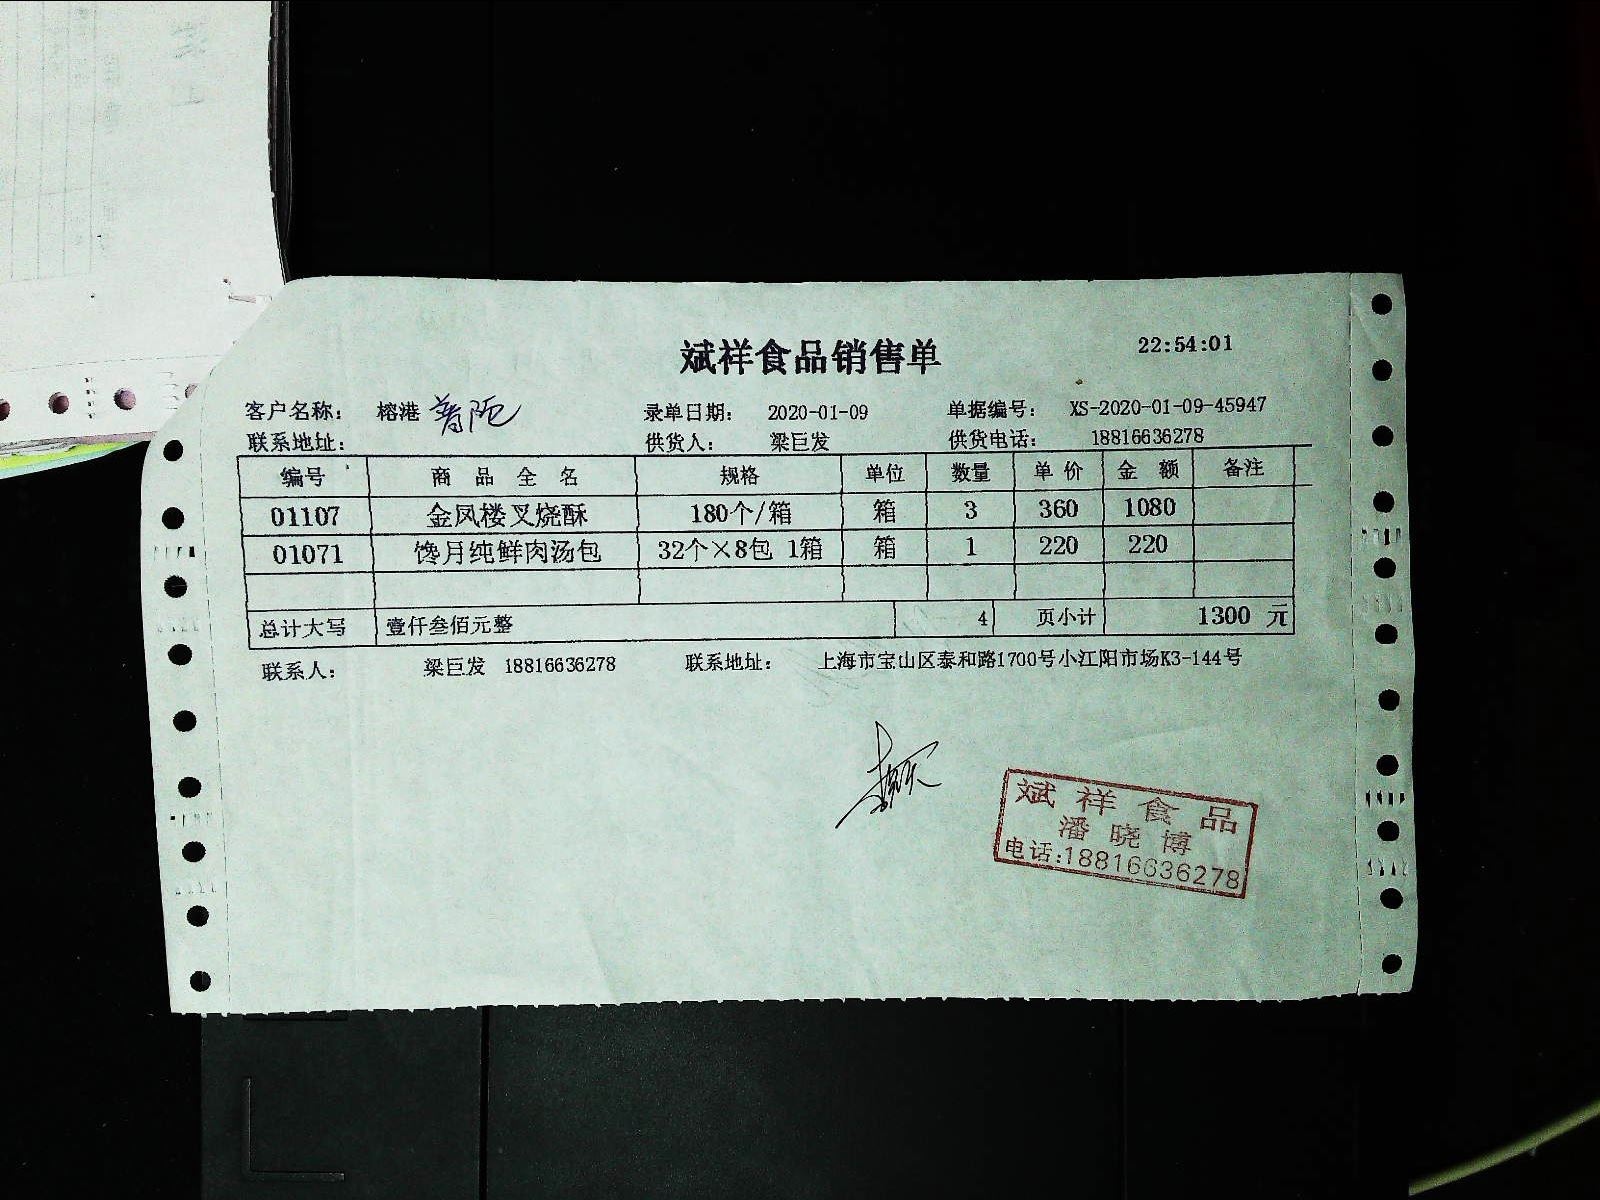 斌祥食品销售单 22:54:01
客户名称： 榕港 普陀 录单日期： 2020-01-09 单据编号： XS-2020-01-09-45947
联系地址： 供货人： 梁巨发 供货电话： 18816636278
编号 商品全名 规格 单位 数量 单价 金额 备注
01107 金凤楼叉烧酥 180个/箱 箱 3 360 1080
01071 馋月纯鲜肉汤包 32个×8包 1箱 箱 1 220 220
总计大写 壹仟叁佰元整 4 页小计 1300 元
联系人： 梁巨发 18816636278 联系地址： 上海市宝山区泰和路1700号小江阳市场K3-144号
斌祥食品
潘晓博
电话:18816636278